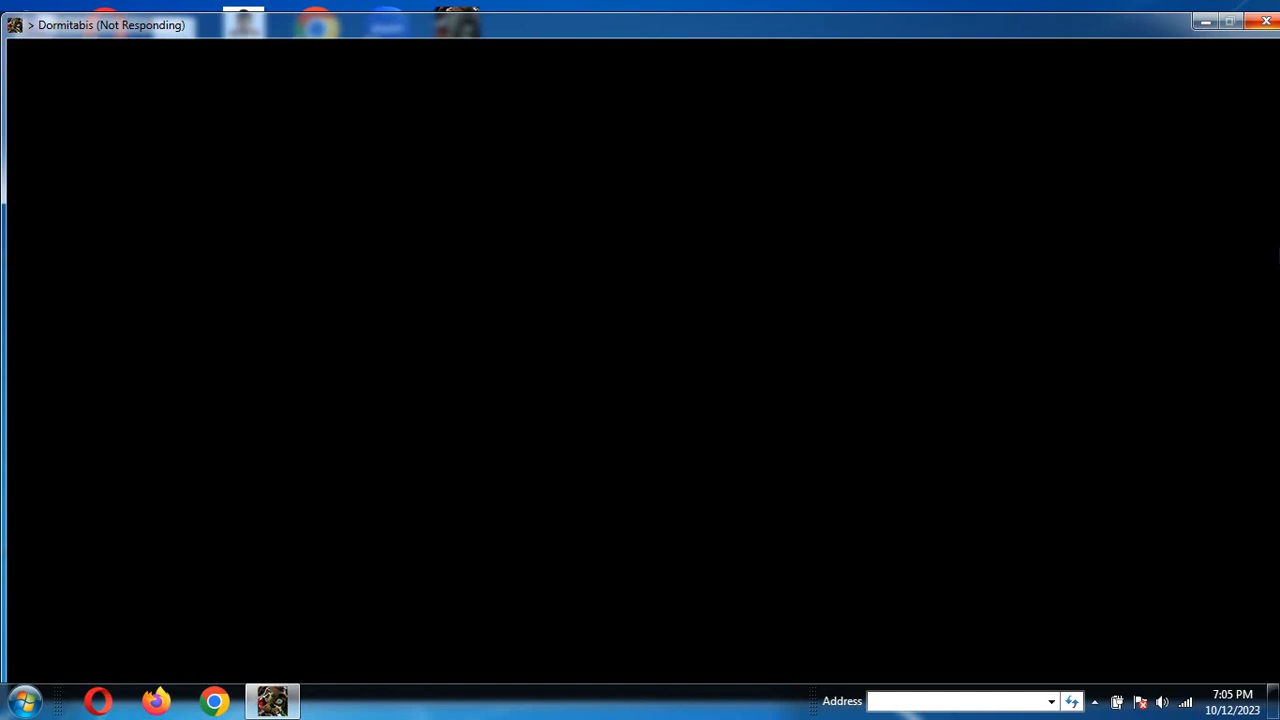 > Dormitabis (Not Responding)
Address
7:05 PM
10/12/2023